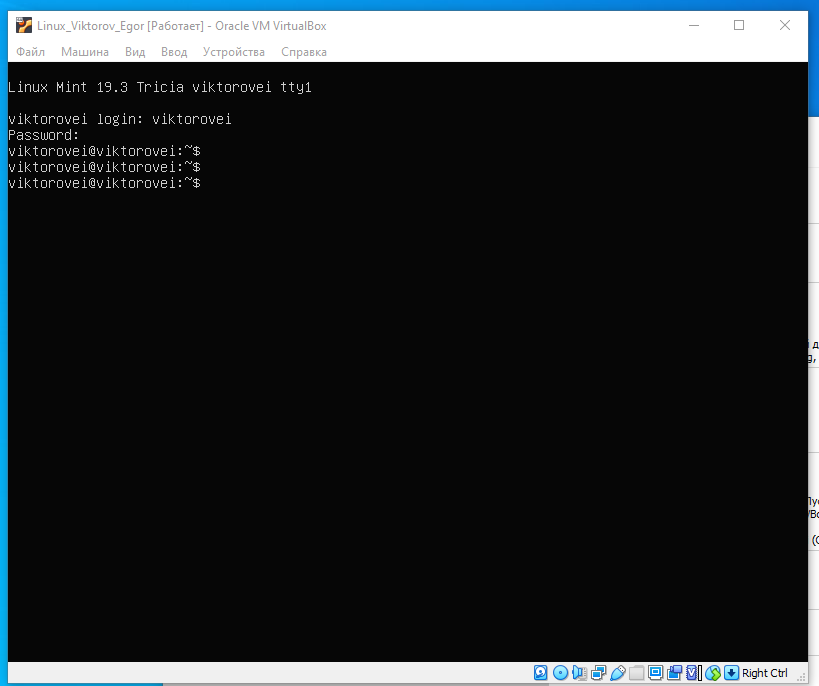 Linux_Viktorov_Egor [Работает] - Oracle VM VirtualBox
Файл Машина Вид Ввод Устройства Справка
Linux Mint 19.3 Tricia viktorovei tty1
viktorovei login: viktorovei
Password:
viktorovei@viktorovei:~$
viktorovei@viktorovei:~$
viktorovei@viktorovei:~$
Right Ctrl